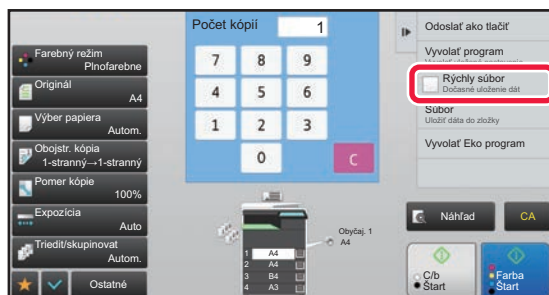 Počet kópií
1
Farebný režim
Plnofarebne
Originál
A4
Výber papiera
Autom.
Obojstr. kópia
1-stranný→1-stranný
Pomer kópie
100%
Expozícia
Auto
Triedit/skupinovat
Autom.
Ostatné
7 8 9
4 5 6
1 2 3
0 C
1 A4
2 A4
3 B4
4 A3
Obyčaj. 1
A4
Odoslať ako tlačiť
Vyvolať program
Rýchly súbor
Dočasné uloženie dát
Súbor
Uložiť dáta do zložky
Vyvolať Eko program
Náhľad
CA
C/b
Štart
Farba
Štart